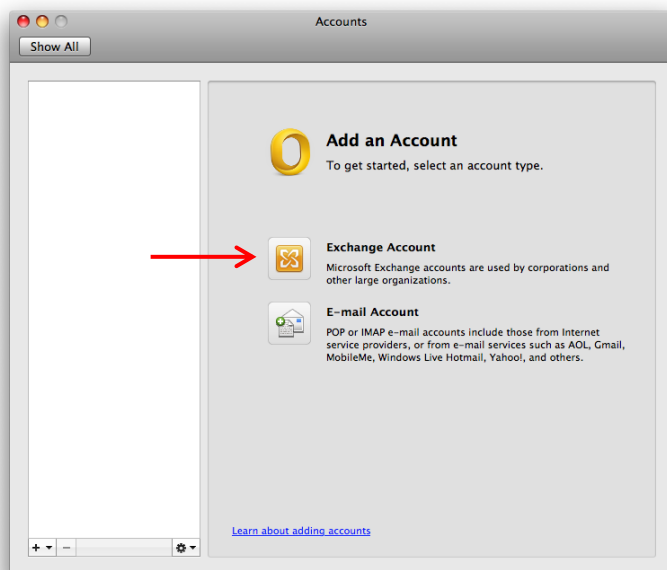 Accounts
Show All
Add an Account
To get started, select an account type.
Exchange Account
Microsoft Exchange accounts are used by corporations and
other large organizations.
E-mail Account
POP or IMAP e-mail accounts include those from Internet
service providers, or from e-mail services such as AOL, Gmail,
MobileMe, Windows Live Hotmail, Yahoo!, and others.
Learn about adding accounts